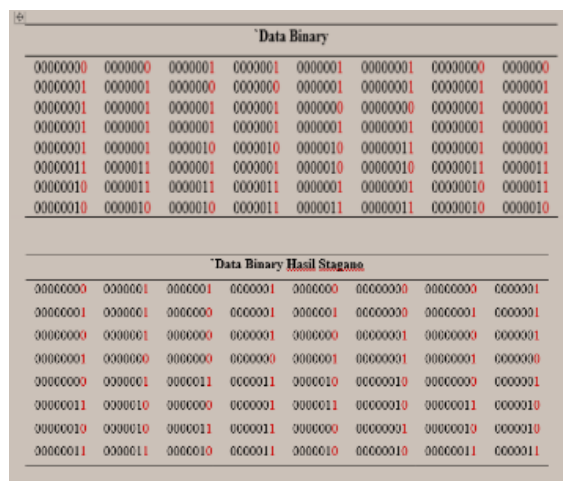 `Data Binary
00000000 0000000 0000001 0000001 0000001 00000001 00000000 0000000
00000001 0000001 0000000 0000000 0000001 00000001 00000001 0000001
00000001 0000001 0000001 0000001 0000000 00000000 00000001 0000001
00000001 0000001 0000001 0000001 0000001 00000001 00000001 0000001
00000001 0000001 0000010 0000010 0000010 00000011 00000001 0000001
00000011 0000011 0000001 0000001 0000010 00000010 00000011 0000011
00000010 0000011 0000011 0000011 0000001 00000001 00000010 0000011
00000010 0000010 0000010 0000011 0000011 00000011 00000010 0000010
`Data Binary Hasil Stagano
00000000 0000001 0000001 0000001 0000000 00000000 00000000 0000001
00000001 0000001 0000000 0000001 0000001 00000000 00000001 0000001
00000000 0000001 0000000 0000001 0000000 00000001 00000000 0000001
00000001 0000000 0000000 0000000 0000001 00000001 00000001 0000000
00000000 0000001 0000011 0000011 0000010 00000010 00000000 0000001
00000011 0000010 0000000 0000001 0000011 00000010 00000011 0000010
00000010 0000010 0000011 0000011 0000000 00000001 00000010 0000010
00000011 0000011 0000010 0000011 0000010 00000010 00000011 0000011